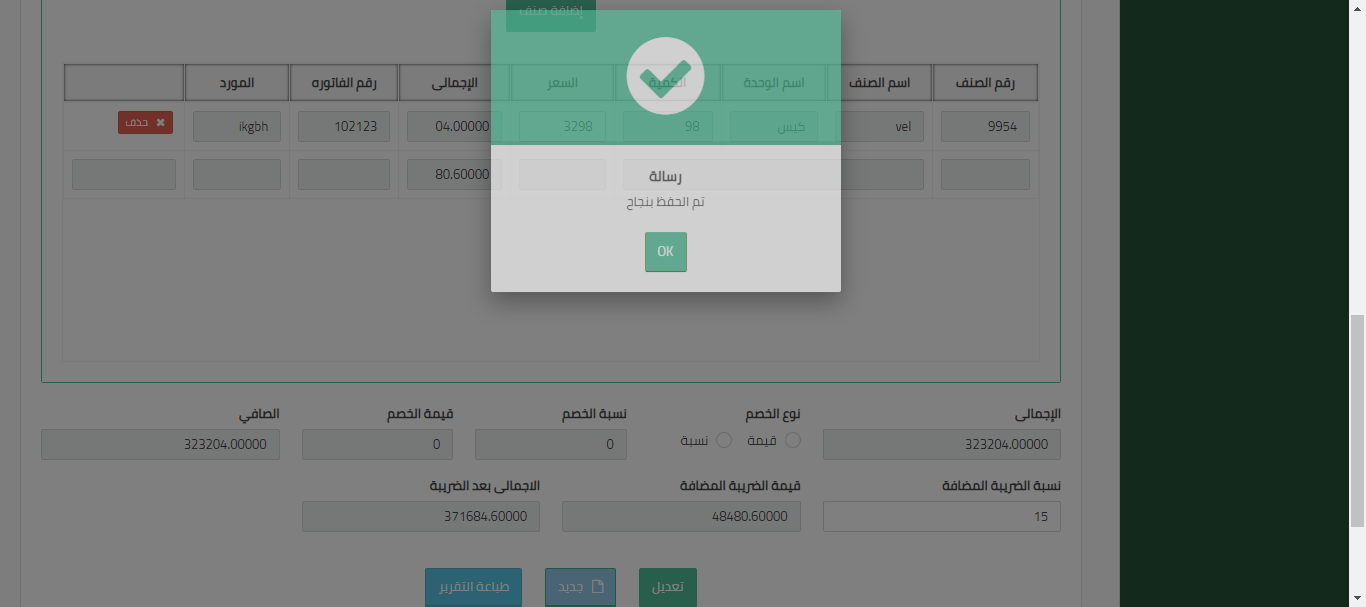 إضافة صنف
رقم الصنف اسم الصنف اسم الوحدة الكمية السعر الإجمالى رقم الفاتوره المورد
9954 vel كيس 98 3298 04.00000 102123 ikgbh حذف
80.60000
رسالة
تم الحفظ بنجاح
OK
الإجمالى نوع الخصم نسبة الخصم قيمة الخصم الصافي
323204.00000 قيمة نسبة 0 0 323204.00000
نسبة الضريبة المضافة قيمة الضريبة المضافة الاجمالى بعد الضريبة
15 48480.60000 371684.60000
تعديل جديد طباعة التقرير